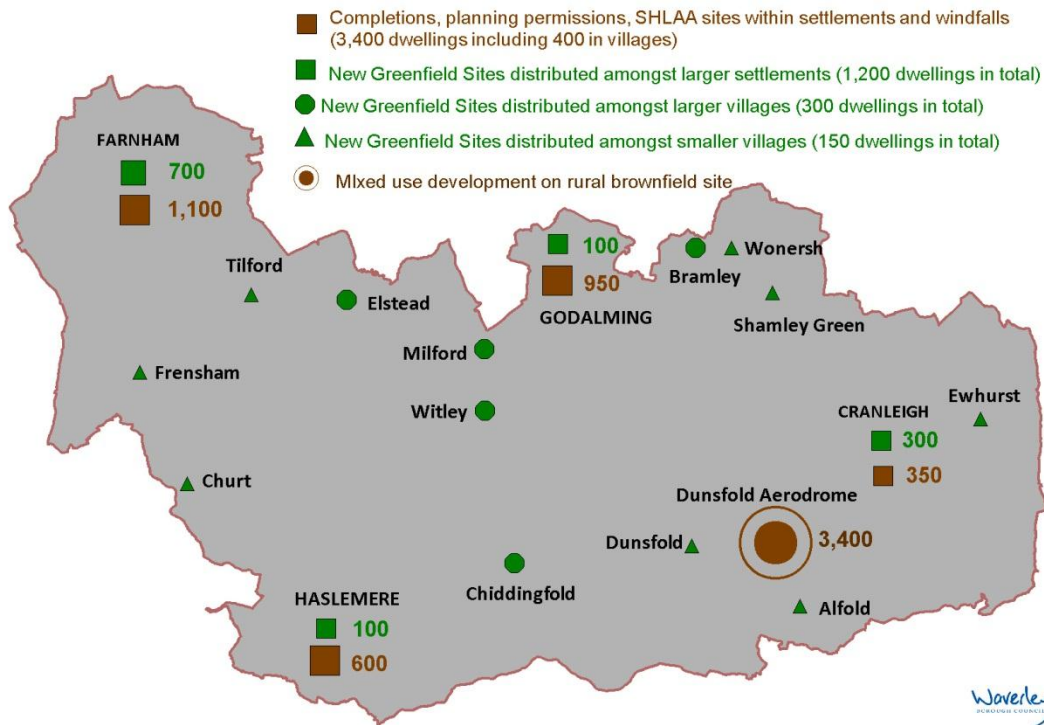 Completions, planning permissions, SHLAA sites within settlements and windfalls
(3,400 dwellings including 400 in villages)
New Greenfield Sites distributed amongst larger settlements (1,200 dwellings in total)
New Greenfield Sites distributed amongst larger villages (300 dwellings in total)
New Greenfield Sites distributed amongst smaller villages (150 dwellings in total)
MIxed use development on rural brownfield site
FARNHAM
700
1,100
Tilford
Elstead
100
950
GODALMING
Wonersh
Bramley
Shamley Green
Milford
Frensham
Witley
Ewhurst
CRANLEIGH
300
350
Churt
Dunsfold Aerodrome
3,400
Dunsfold
Chiddingfold
Alfold
HASLEMERE
100
600
Waverle
BOROUGH COUNCI